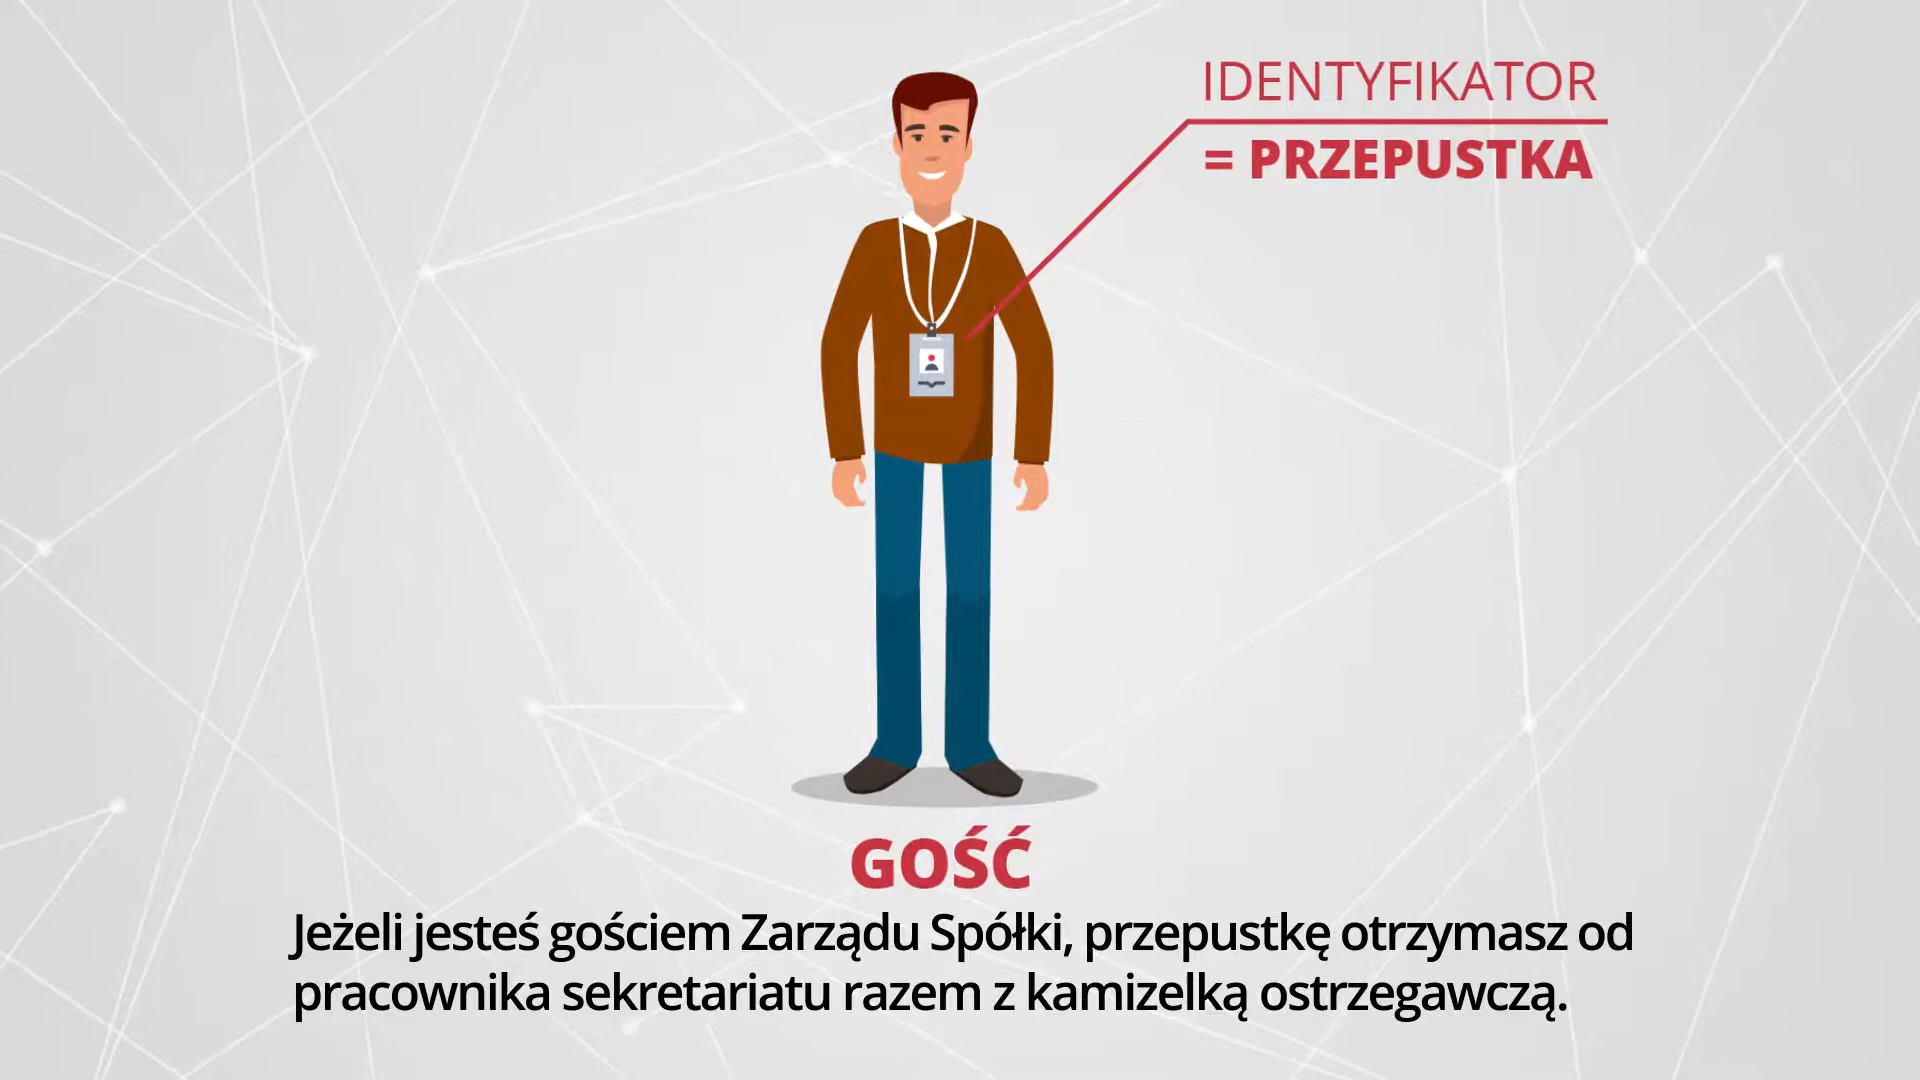 IDENTYFIKATOR
= PRZEPUSTKA
GOŚĆ
Jeżeli jesteś gościem Zarządu Spółki, przepustkę otrzymasz od
pracownika sekretariatu razem z kamizelką ostrzegawczą.